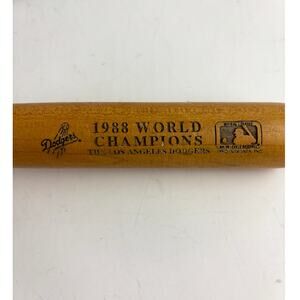 Dodgers
1988 WORLD
CHAMPIONS
THE LOS ANGELES DODGERS